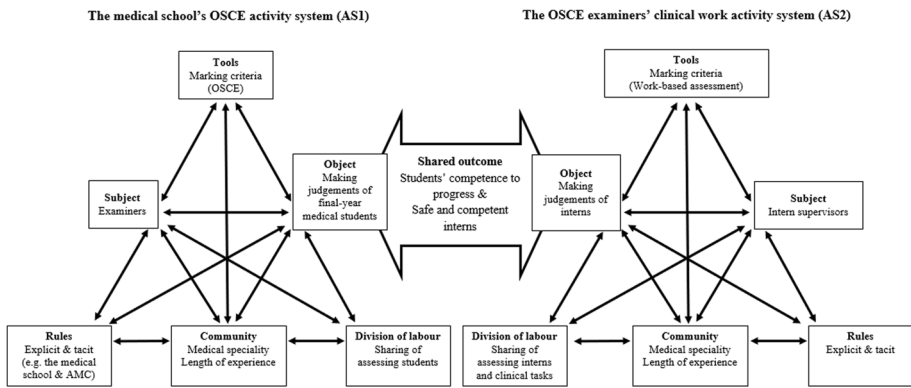 The medical school's OSCE activity system (AS1)
The OSCE examiners' clinical work activity system (AS2)
Tools
Marking criteria
(OSCE)
Tools
Marking criteria
(Work-based assessment)
Subject
Examiners
Object
Making
judgements of
final-year
medical students
Shared outcome
Students' competence to
progress &
Safe and competent
interns
Object
Making
judgements of
interns
Subject
Intern supervisors
Rules
Explicit & tacit
(e.g. the medical
school & AMC)
Community
Medical speciality
Length of experience
Division of labour
Sharing of
assessing students
Division of labour
Sharing of
assessing interns
and clinical tasks
Community
Medical speciality
Length of experience
Rules
Explicit & tacit